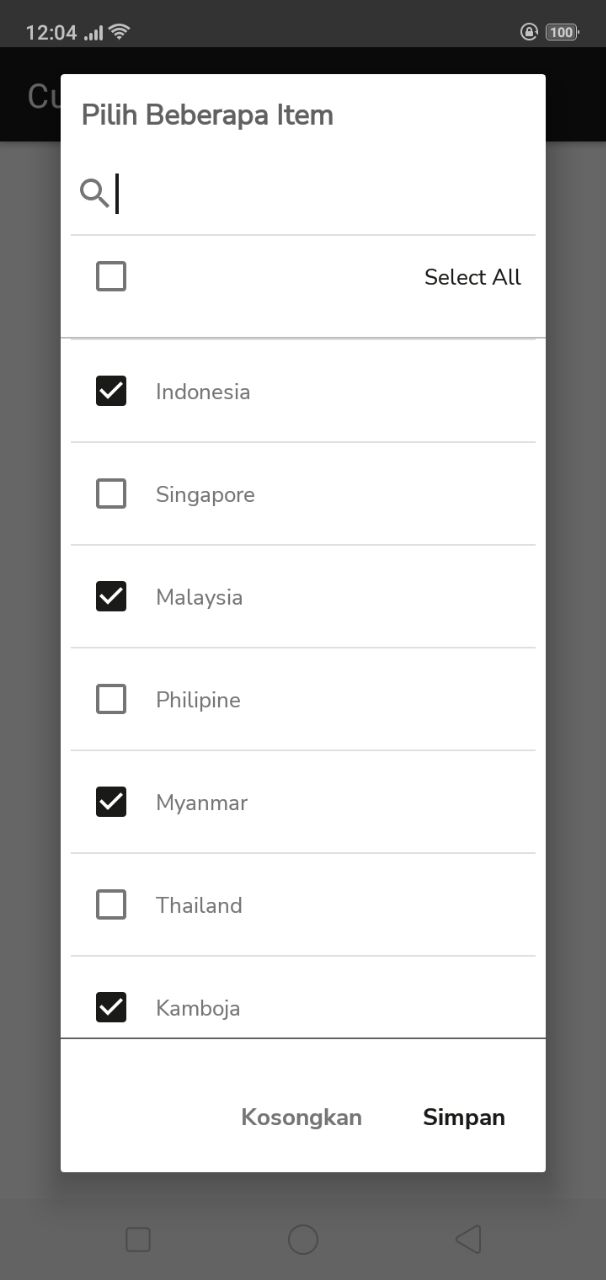 12:04 100
Cu
Pilih Beberapa Item
Select All
Indonesia
Singapore
Malaysia
Philipine
Myanmar
Thailand
Kamboja
Kosongkan Simpan